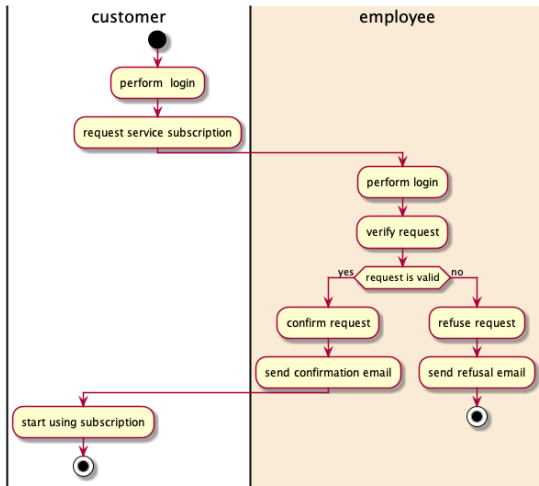 customer
employee
perform  login
request service subscription
perform login
verify request
yes
request is valid
no
confirm request
refuse request
send confirmation email
send refusal email
start using subscription